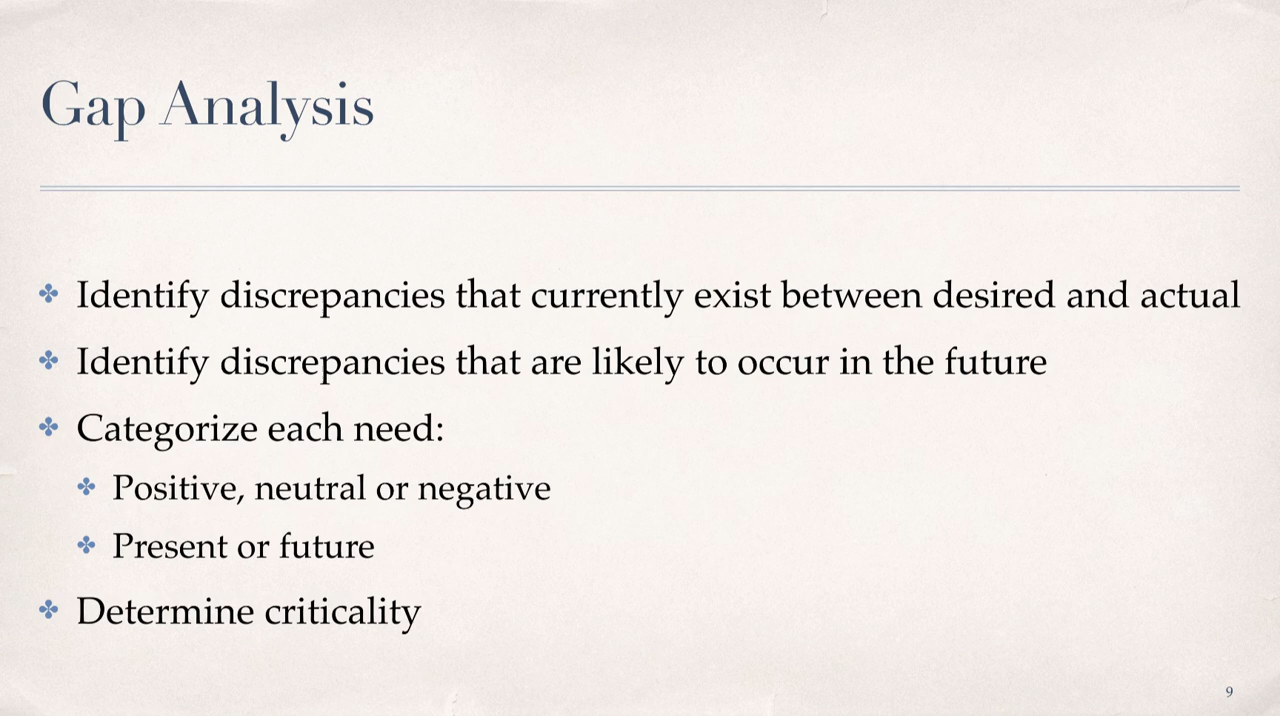 Gap Analysis
Identify discrepancies that currently exist between desired and actual
Identify discrepancies that are likely to occur in the future
Categorize each need:
Positive, neutral or negative
Present or future
Determine criticality
9